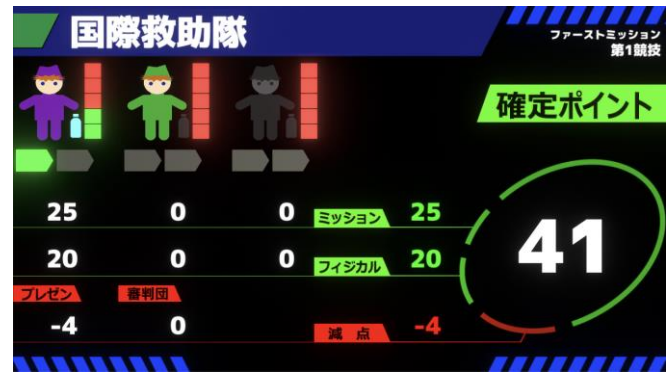 国際救助隊
ファーストミッション
第1競技
確定ポイント
25 0 0 ミッション 25
41
20 0 0 フィジカル 20
プレゼン 審判団
-4 0 減点 -4